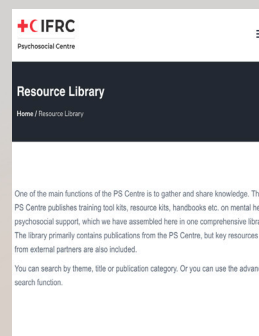 IFRC
Psychosocial Centre
Resource Library
Home / Resource Library
One of the main functions of the PS Centre is to gather and share knowledge.
PS Centre publishes training tool kits, resource kits, handbooks etc. on mental
psychosocial support, which we have assembled here in one comprehensive
The library primarily contains publications from the PS Centre, but key resources
from external partners are also included.
You can search by theme, title or publication category. Or you can use the
search function.